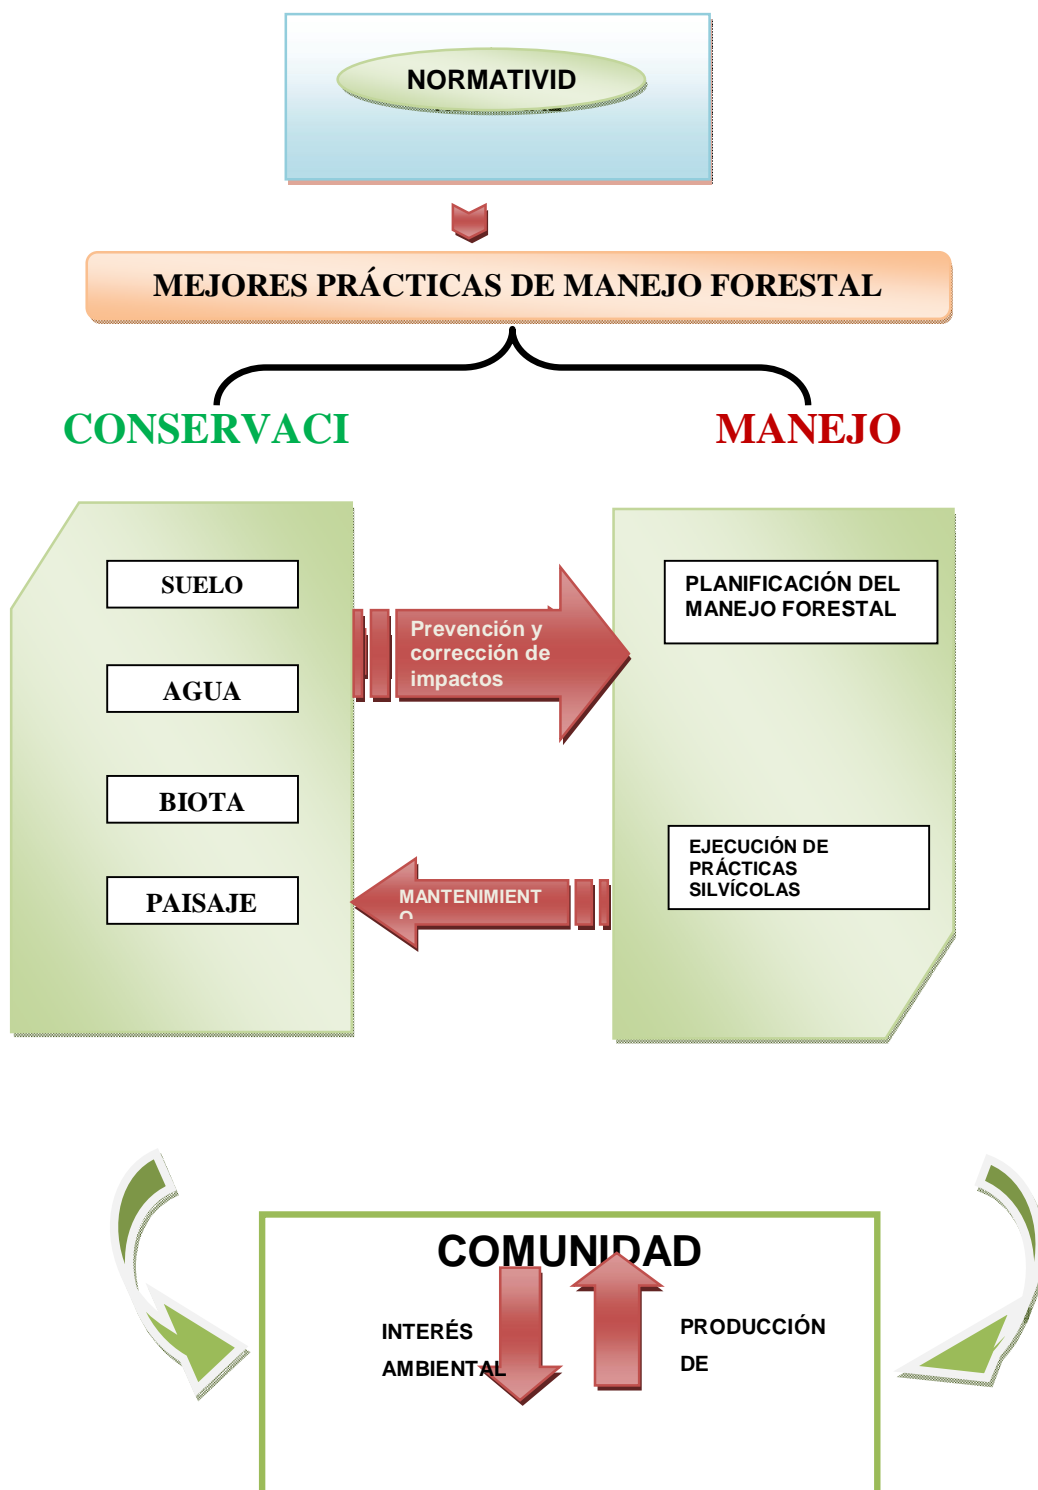 NORMATIVID
MEJORES PRÁCTICAS DE MANEJO FORESTAL
CONSERVACI
MANEJO
SUELO
AGUA
BIOTA
PAISAJE
Prevención y
corrección de
impactos
MANTENIMIENT
O
PLANIFICACIÓN DEL
MANEJO FORESTAL
EJECUCIÓN DE
PRÁCTICAS
SILVÍCOLAS
COMUNIDAD
INTERÉS
AMBIENTAL
PRODUCCIÓN
DE